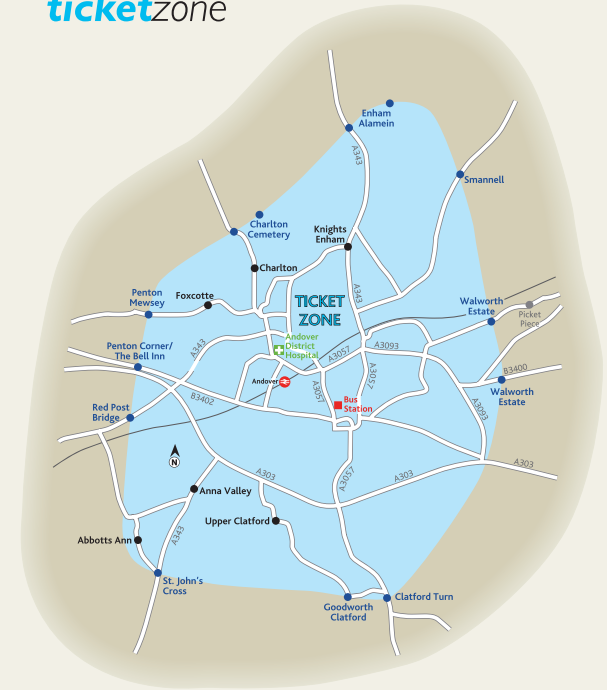 ticketzone
Enham
Alamein
A343
Smannell
Charlton
Cemetery
Knights
Enham
Charlton
Penton
Mewsey
Foxcotte
TICKET
ZONE
A343
Walworth
Estate
Picket
Piece
Andover
District
Hospital
A343
A3057
A3093
Penton Corner/
The Bell Inn
Andover
A3057
A3057
B3400
Walworth
Estate
B3402
Bus
Station
Red Post
Bridge
A3093
N
A303
A3057
A303
A303
Anna Valley
Upper Clatford
A343
Abbotts Ann
St. John's
Cross
Goodworth
Clatford
Clatford Turn